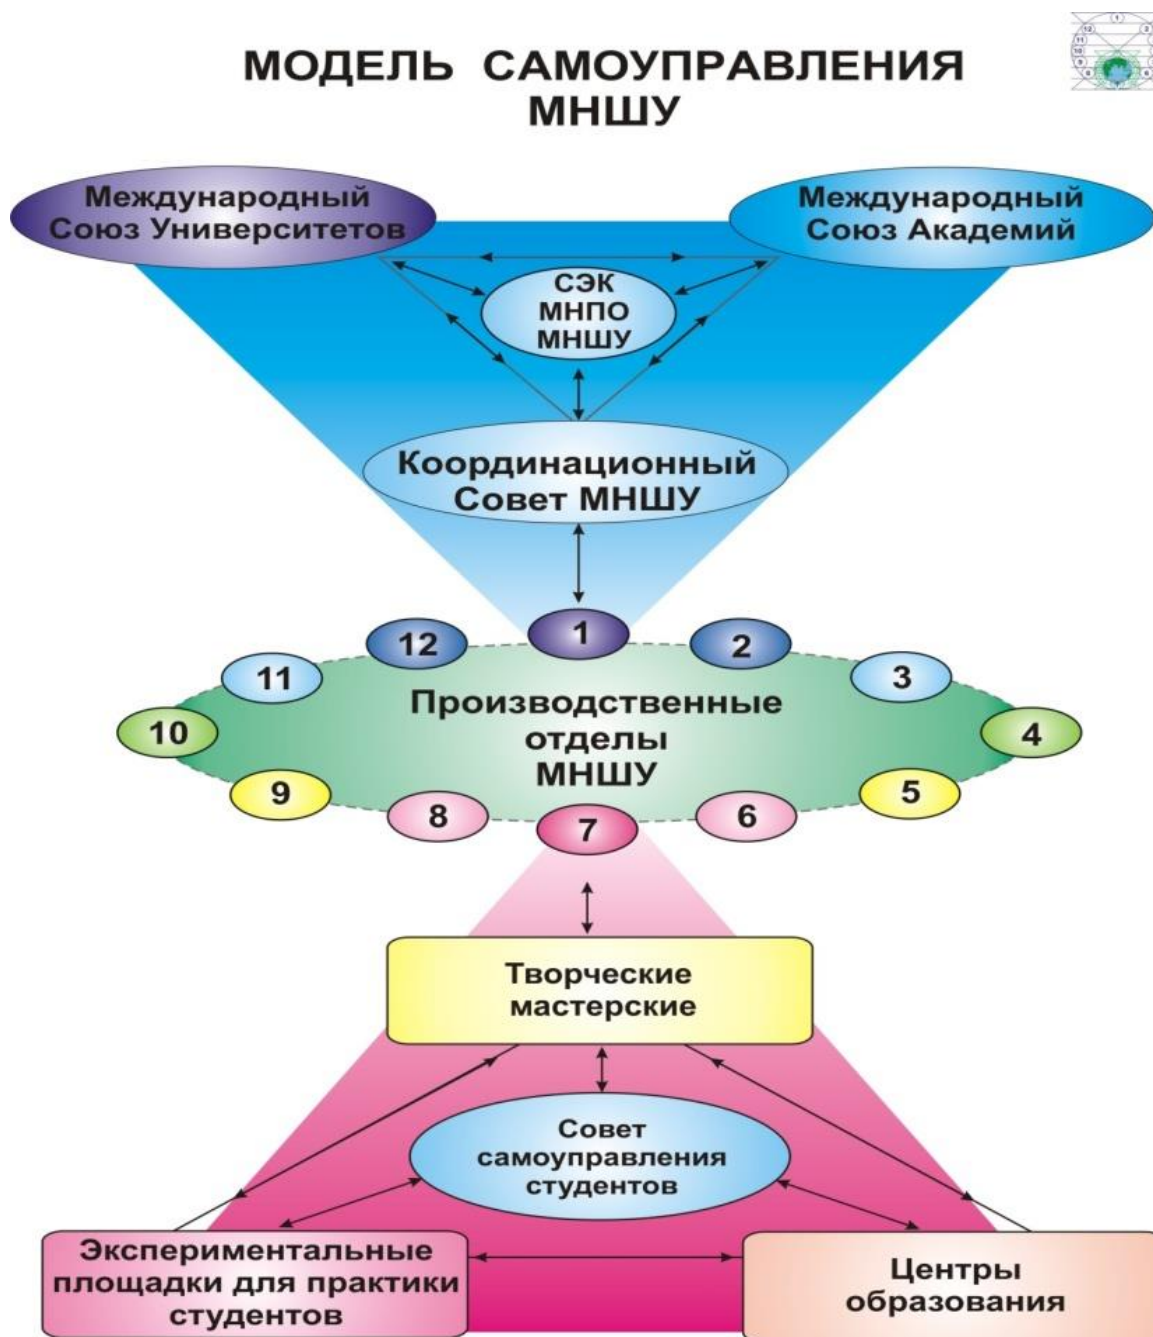 МОДЕЛЬ САМОУПРАВЛЕНИЯ
МНШУ
Международный
Союз Университетов
Международный
Союз Академий
СЭК
МНПО
МНШУ
Координационный
Совет МНШУ
1
2
3
4
5
6
7
8
9
10
11
12
Производственные
отделы
МНШУ
Творческие
мастерские
Совет
самоуправления
студентов
Экспериментальные
площадки для практики
студентов
Центры
образования